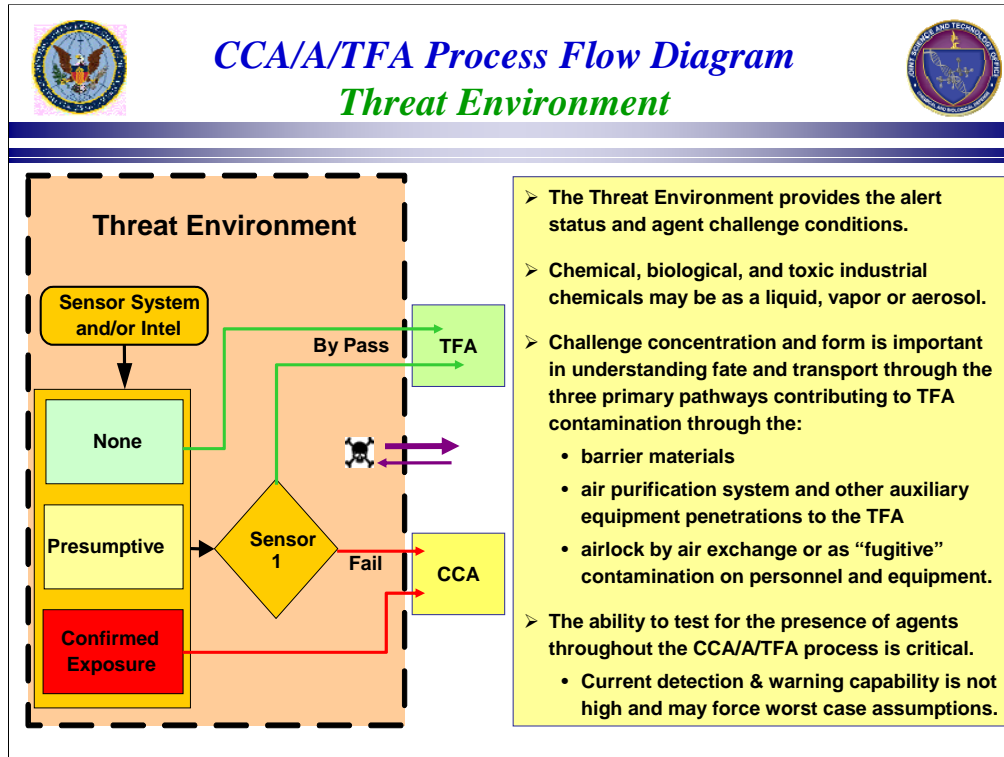 CCA/A/TFA Process Flow Diagram
Threat Environment
Threat Environment
Sensor System
and/or Intel
None
Presumptive
Confirmed
Exposure
Sensor
1
By Pass
Fail
TFA
CCA
➢ The Threat Environment provides the alert
status and agent challenge conditions.
➢ Chemical, biological, and toxic industrial
chemicals may be as a liquid, vapor or aerosol.
➢ Challenge concentration and form is important
in understanding fate and transport through the
three primary pathways contributing to TFA
contamination through the:
• barrier materials
• air purification system and other auxiliary
equipment penetrations to the TFA
• airlock by air exchange or as “fugitive”
contamination on personnel and equipment.
➢ The ability to test for the presence of agents
throughout the CCA/A/TFA process is critical.
• Current detection & warning capability is not
high and may force worst case assumptions.